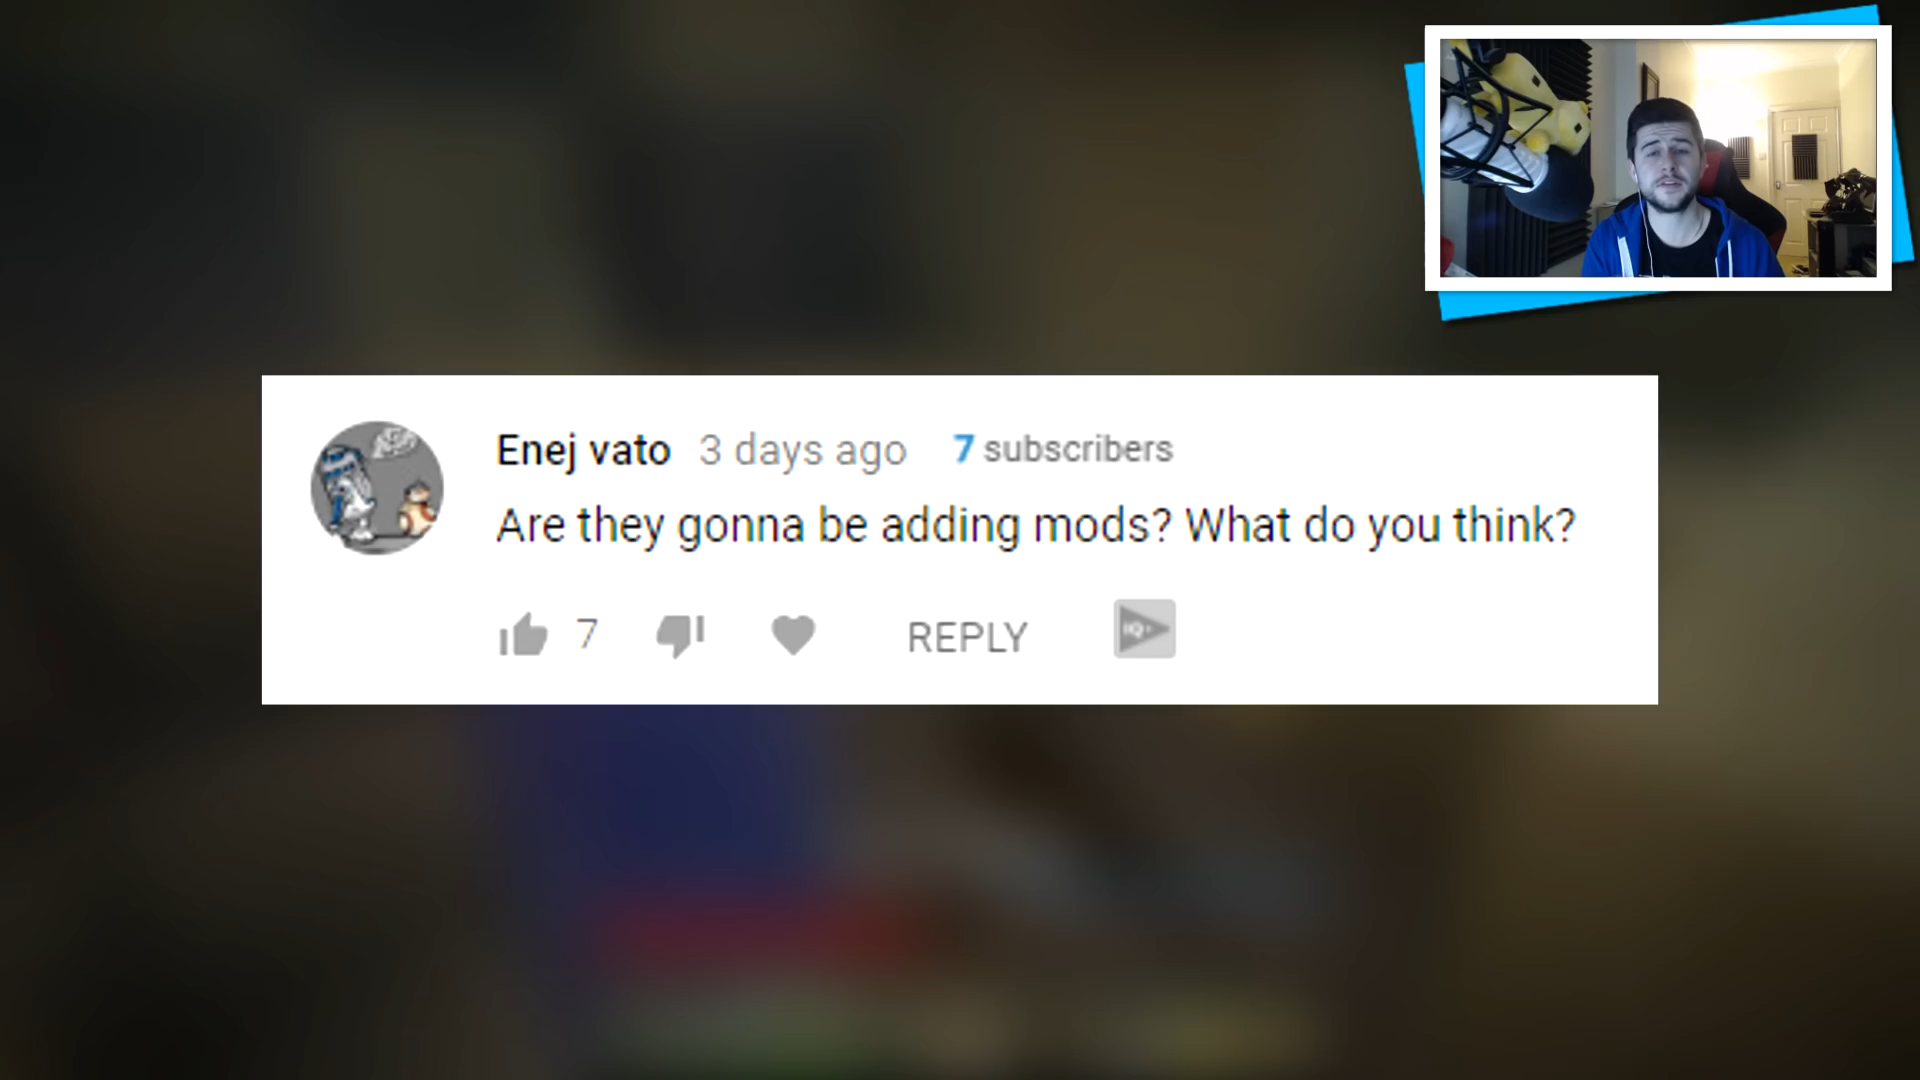 Enej vato 3 days ago 7 subscribers
Are they gonna be adding mods? What do you think?
7 REPLY IQ